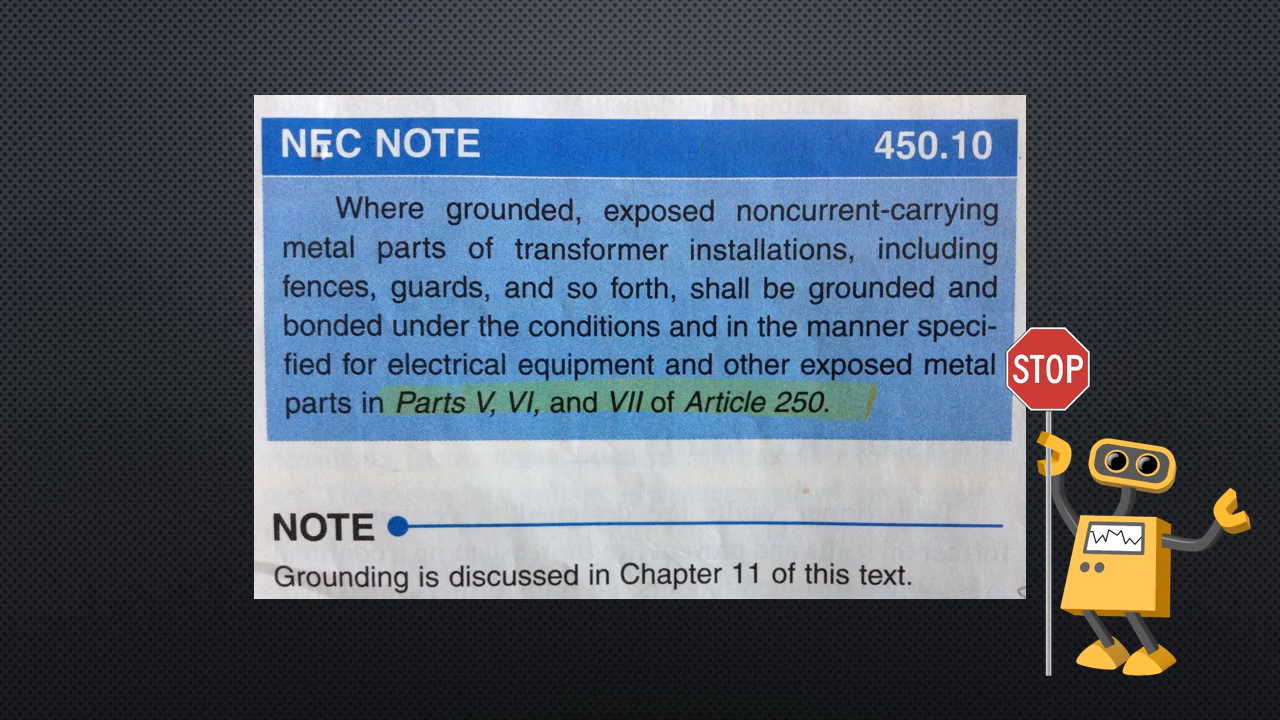 NEC NOTE 450.10
Where grounded, exposed noncurrent-carrying
metal parts of transformer installations, including
fences, guards, and so forth, shall be grounded and
bonded under the conditions and in the manner speci-
fied for electrical equipment and other exposed metal
parts in Parts V, VI, and VII of Article 250.
NOTE
Grounding is discussed in Chapter 11 of this text.
STOP